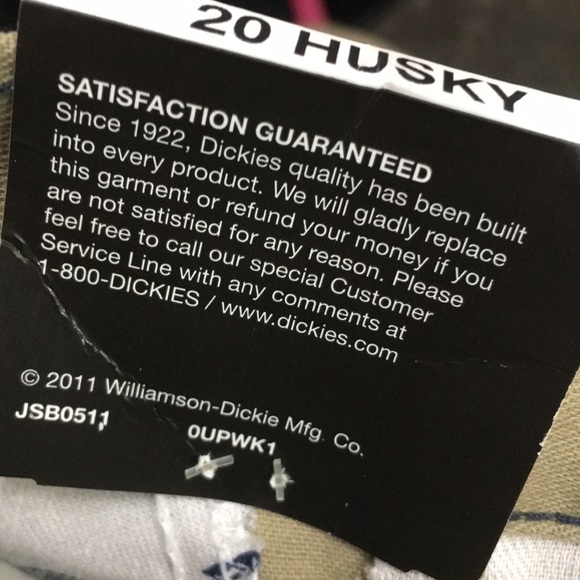 20 HUSKY
SATISFACTION GUARANTEED
Since 1922, Dickies quality has been built
into every product. We will gladly replace
this garment or refund your money if you
are not satisfied for any reason. Please
feel free to call our special Customer
Service Line with any comments at
1-800-DICKIES / www.dickies.com
© 2011 Williamson-Dickie Mfg. Co.
JSB0511 0UPWK1